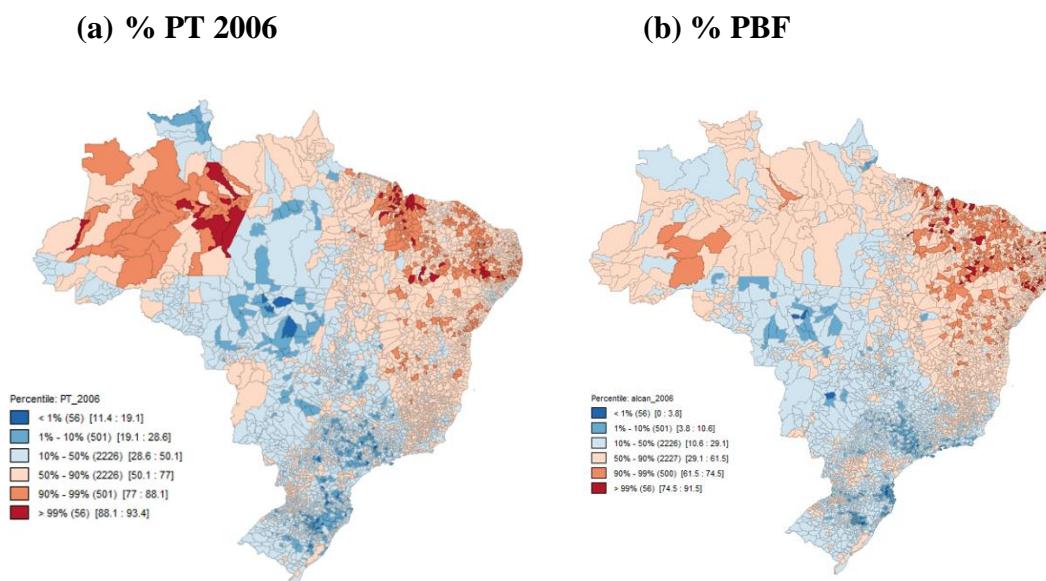 (a) % PT 2006
(b) % PBF
Percentile: PT_2006
< 1% (56) [11.4 : 19.1]
1% - 10% (501) [19.1 : 28.6]
10% - 50% (2226) [28.6 : 50.1]
50% - 90% (2226) [50.1 : 77]
90% - 99% (501) [77 : 88.1]
> 99% (56) [88.1 : 93.4]
Percentile: alcan_2006
< 1% (56) [0 : 3.8]
1% - 10% (501) [3.8 : 10.6]
10% - 50% (2226) [10.6 : 29.1]
50% - 90% (2227) [29.1 : 61.5]
90% - 99% (500) [61.5 : 74.5]
> 99% (56) [74.5 : 91.5]